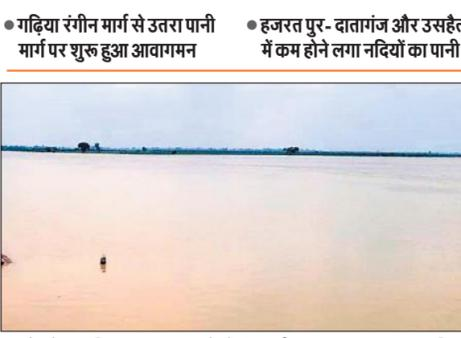 ● गढ़िया रंगीन मार्ग से उतरा पानी
मार्ग पर शुरू हुआ आवागमन
● हजरत पुर- दातागंज और उसहैत
में कम होने लगा नदियों का पानी